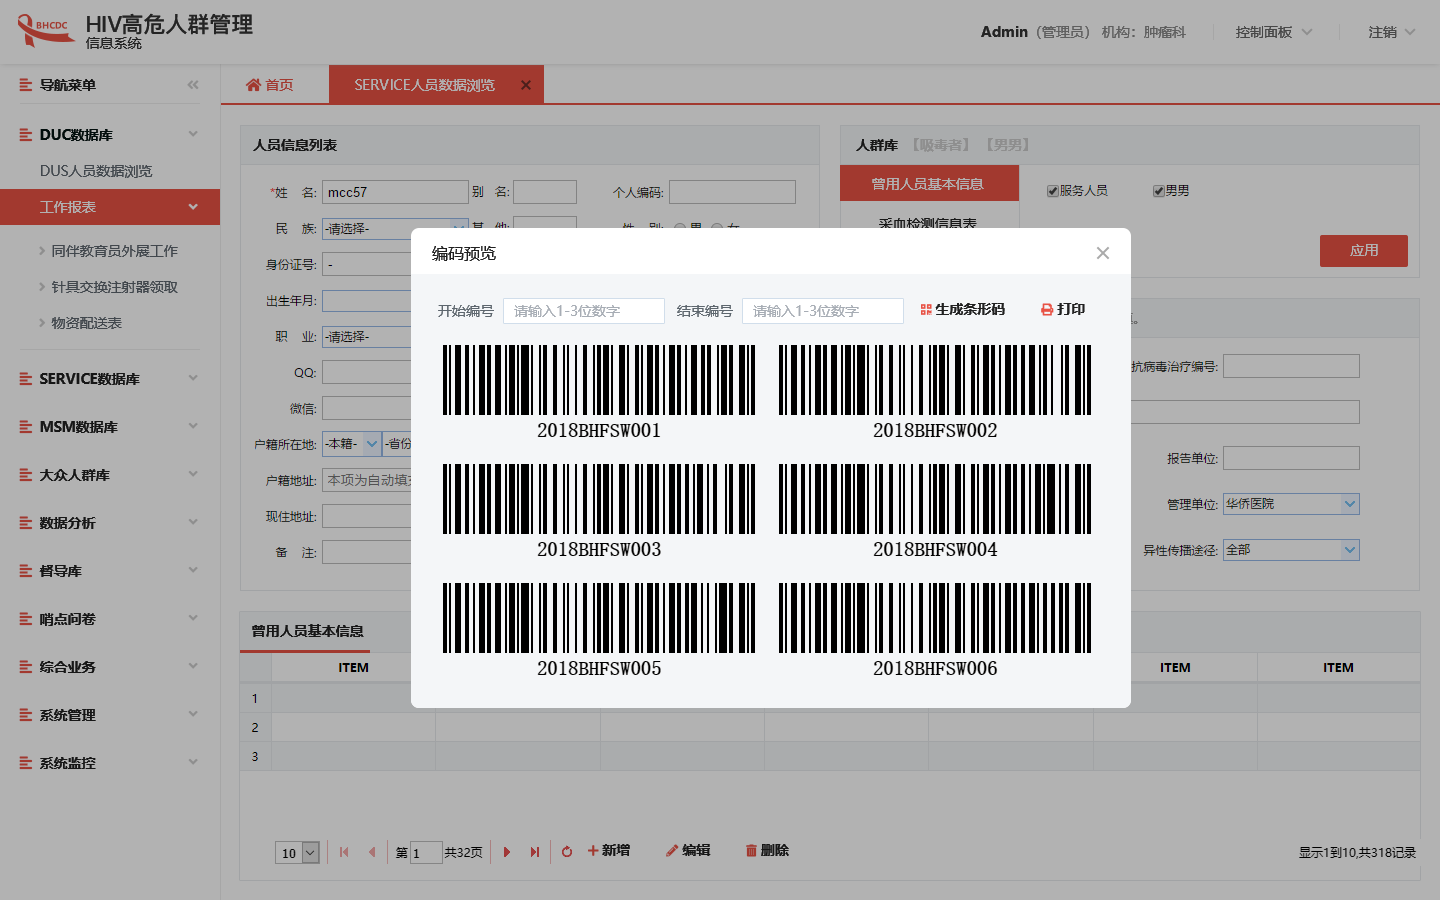 BHCDC
HIV高危人群管理
信息系统
Admin（管理员） 机构：肿瘤科
控制面板
注销
导航菜单
首页
SERVICE人员数据浏览
DUC数据库
DUS人员数据浏览
工作报表
同伴教育员外展工作
针具交换注射器领取
物资配送表
SERVICE数据库
MSM数据库
大众人群库
数据分析
督导库
哨点问卷
综合业务
系统管理
系统监控
人员信息列表
*姓 名: mcc57 别 名: 个人编码:
民 族: -请选择-
身份证号: -
出生年月:
职 业: -请选择-
QQ:
微信:
户籍所在地: -本籍- -省份
户籍地址: 本项为自动填
现住地址:
备 注:
人群库 【吸毒者】 【男男】
曾用人员基本信息
服务人员 男男
采血检测信息表
应用
抗病毒治疗编号:
报告单位:
管理单位: 华侨医院
异性传播途径: 全部
编码预览
开始编号 请输入1-3位数字 结束编号 请输入1-3位数字 生成条形码 打印
2018BHFSW001
2018BHFSW002
2018BHFSW003
2018BHFSW004
2018BHFSW005
2018BHFSW006
曾用人员基本信息
ITEM ITEM ITEM
1
2
3
10 第 1 共32页 新增 编辑 删除
显示1到10,共318记录